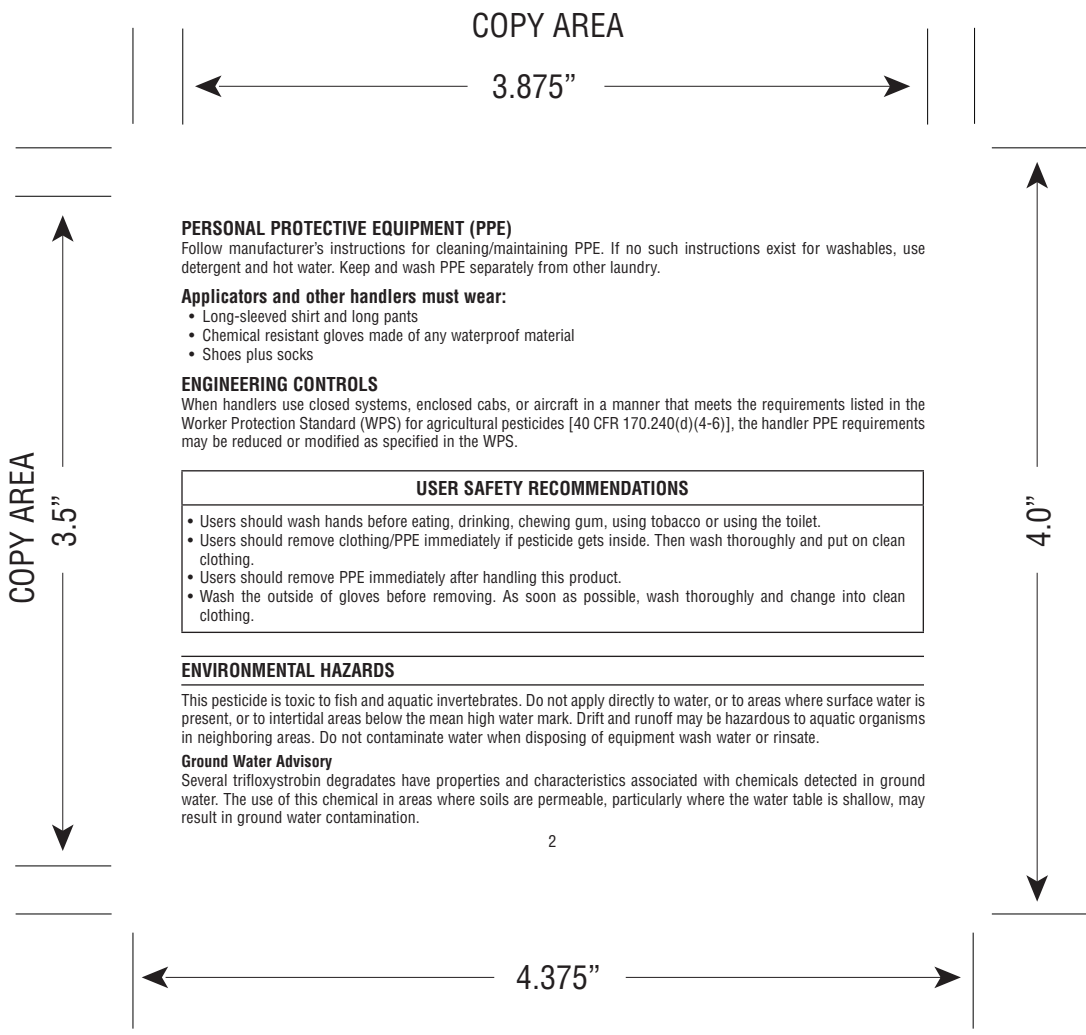 COPY AREA
3.875”
PERSONAL PROTECTIVE EQUIPMENT (PPE)
Follow manufacturer’s instructions for cleaning/maintaining PPE. If no such instructions exist for washables, use
detergent and hot water. Keep and wash PPE separately from other laundry.
Applicators and other handlers must wear:
• Long-sleeved shirt and long pants
• Chemical resistant gloves made of any waterproof material
• Shoes plus socks
ENGINEERING CONTROLS
When handlers use closed systems, enclosed cabs, or aircraft in a manner that meets the requirements listed in the
Worker Protection Standard (WPS) for agricultural pesticides [40 CFR 170.240(d)(4-6)], the handler PPE requirements
may be reduced or modified as specified in the WPS.
COPY AREA
3.5”
4.0”
USER SAFETY RECOMMENDATIONS
• Users should wash hands before eating, drinking, chewing gum, using tobacco or using the toilet.
• Users should remove clothing/PPE immediately if pesticide gets inside. Then wash thoroughly and put on clean
clothing.
• Users should remove PPE immediately after handling this product.
• Wash the outside of gloves before removing. As soon as possible, wash thoroughly and change into clean
clothing.
ENVIRONMENTAL HAZARDS
This pesticide is toxic to fish and aquatic invertebrates. Do not apply directly to water, or to areas where surface water is
present, or to intertidal areas below the mean high water mark. Drift and runoff may be hazardous to aquatic organisms
in neighboring areas. Do not contaminate water when disposing of equipment wash water or rinsate.
Ground Water Advisory
Several trifloxystrobin degradates have properties and characteristics associated with chemicals detected in ground
water. The use of this chemical in areas where soils are permeable, particularly where the water table is shallow, may
result in ground water contamination.
2
4.375”